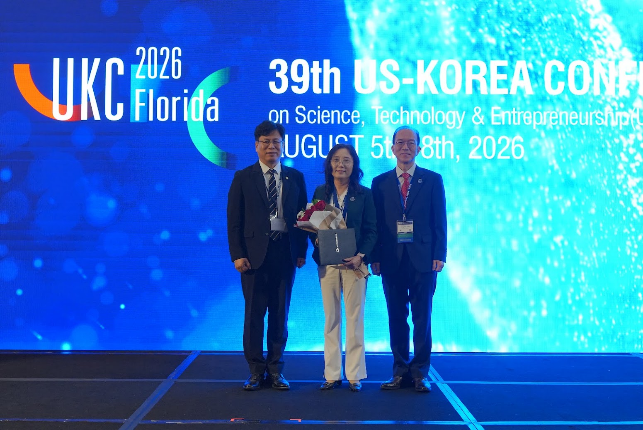 UKC
2026
Florida
39th US-KOREA CONF
on Science, Technology & Entrepreneurship
AUGUST 5th-8th, 2026